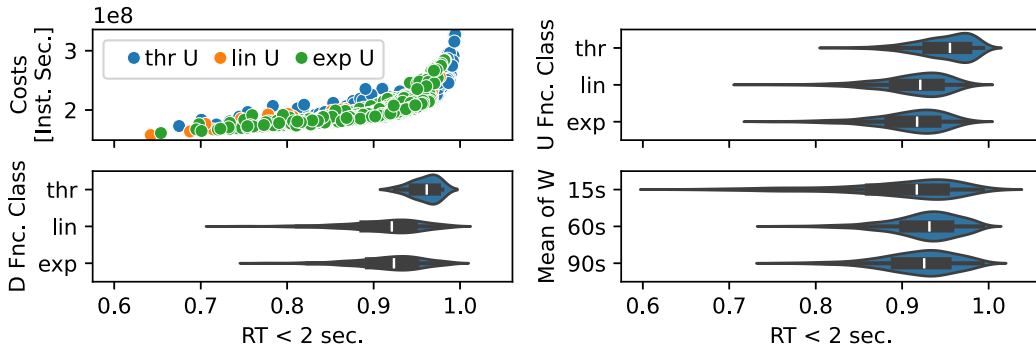 1e8
3
2
Costs
[Inst. Sec.]
thr U lin U exp U
U Fnc. Class
thr
lin
exp
D Fnc. Class
thr
lin
exp
0.6 0.7 0.8 0.9 1.0
RT < 2 sec.
Mean of W
15s
60s
90s
0.6 0.7 0.8 0.9 1.0
RT < 2 sec.